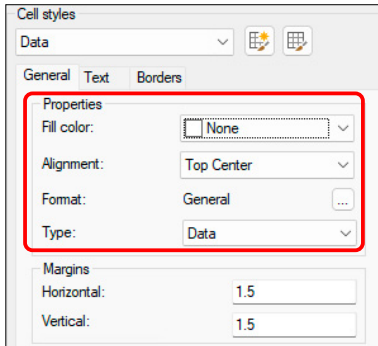 Cell styles
Data
General Text Borders
Properties
Fill color: None
Alignment: Top Center
Format: General ...
Type: Data
Margins
Horizontal: 1.5
Vertical: 1.5